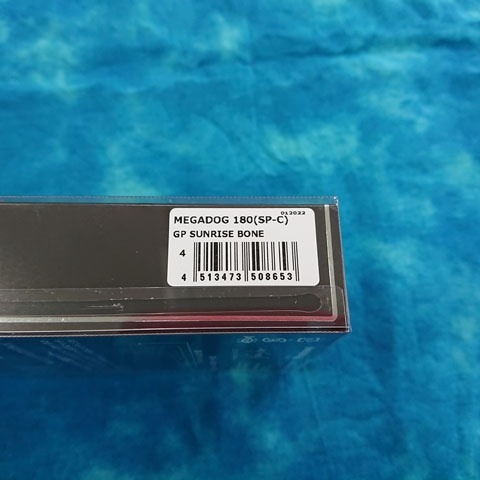 012022
MEGADOG 180(SP-C)
GP SUNRISE BONE
4
4 513473 508653